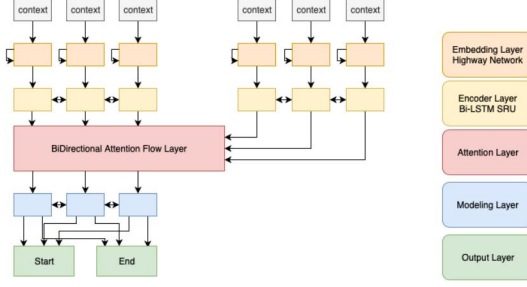 context
context
context
context
context
context
Embedding Layer
Highway Network
Encoder Layer
Bi-LSTM SRU
BiDirectional Attention Flow Layer
Attention Layer
Modeling Layer
Start
End
Output Layer